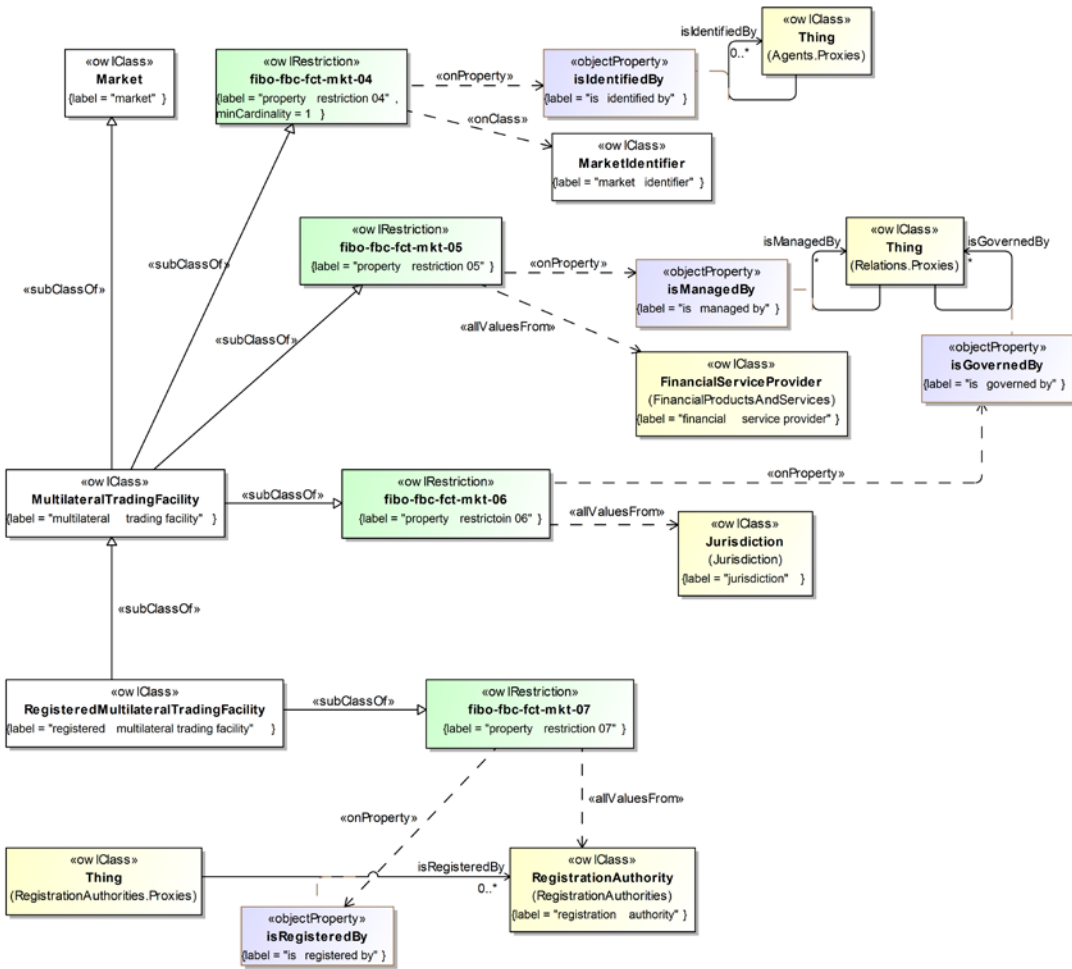 «owlClass»
Market
{label = "market" }
«owlRestriction»
fibo-fbc-fct-mkt-04
{label = "property restriction 04" ,
minCardinality = 1 }
«onProperty»
«objectProperty»
isIdentifiedBy
{label = "is identified by" }
isIdentifiedBy
0..*
«owlClass»
Thing
(Agents.Proxies)
«onClass»
«owlClass»
MarketIdentifier
{label = "market identifier" }
«subClassOf»
«subClassOf»
«owlRestriction»
fibo-fbc-fct-mkt-05
{label = "property restriction 05" }
«onProperty»
«objectProperty»
isManagedBy
{label = "is managed by" }
isManagedBy
*
«owlClass»
Thing
(Relations.Proxies)
isGovernedBy
*
«subClassOf»
«allValuesFrom»
«owlClass»
FinancialServiceProvider
(FinancialProductsAndServices)
{label = "financial service provider" }
«objectProperty»
isGovernedBy
{label = "is governed by" }
«owlClass»
MultilateralTradingFacility
{label = "multilateral trading facility" }
«subClassOf»
«owlRestriction»
fibo-fbc-fct-mkt-06
{label = "property restrictoin 06" }
«onProperty»
«allValuesFrom»
«owlClass»
Jurisdiction
(Jurisdiction)
{label = "jurisdiction" }
«subClassOf»
«owlClass»
RegisteredMultilateralTradingFacility
{label = "registered multilateral trading facility" }
«subClassOf»
«owlRestriction»
fibo-fbc-fct-mkt-07
{label = "property restriction 07" }
«onProperty»
«allValuesFrom»
«owlClass»
Thing
(RegistrationAuthorities.Proxies)
isRegisteredBy
0..*
«owlClass»
RegistrationAuthority
(RegistrationAuthorities)
{label = "registration authority" }
«objectProperty»
isRegisteredBy
{label = "is registered by" }